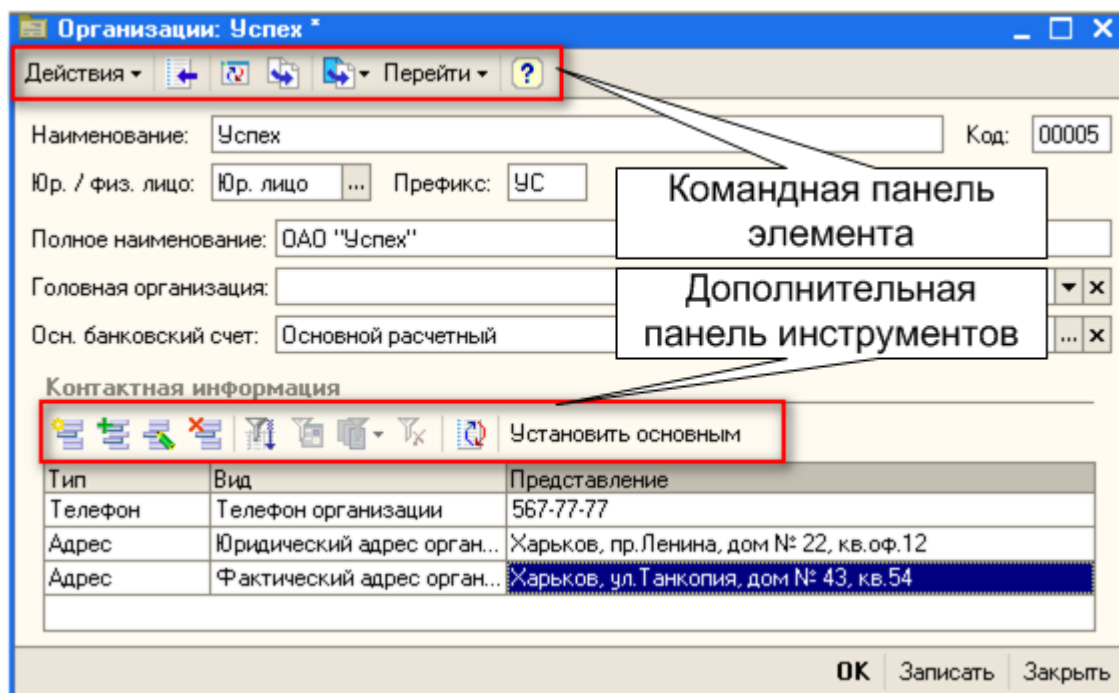 Организации: Успех *
Действия Перейти ?
Наименование: Успех Код: 00005
Юр. / физ. лицо: Юр. лицо ... Префикс: УС
Командная панель
элемента
Полное наименование: ОАО "Успех"
Головная организация:
Дополнительная
панель инструментов
Осн. банковский счет: Основной расчетный ...
Контактная информация
Установить основным
Тип Вид Представление
Телефон Телефон организации 567-77-77
Адрес Юридический адрес орган... Харьков, пр.Ленина, дом № 22, кв.оф.12
Адрес Фактический адрес орган... Харьков, ул.Танкопия, дом № 43, кв.54
OK Записать Закрыть